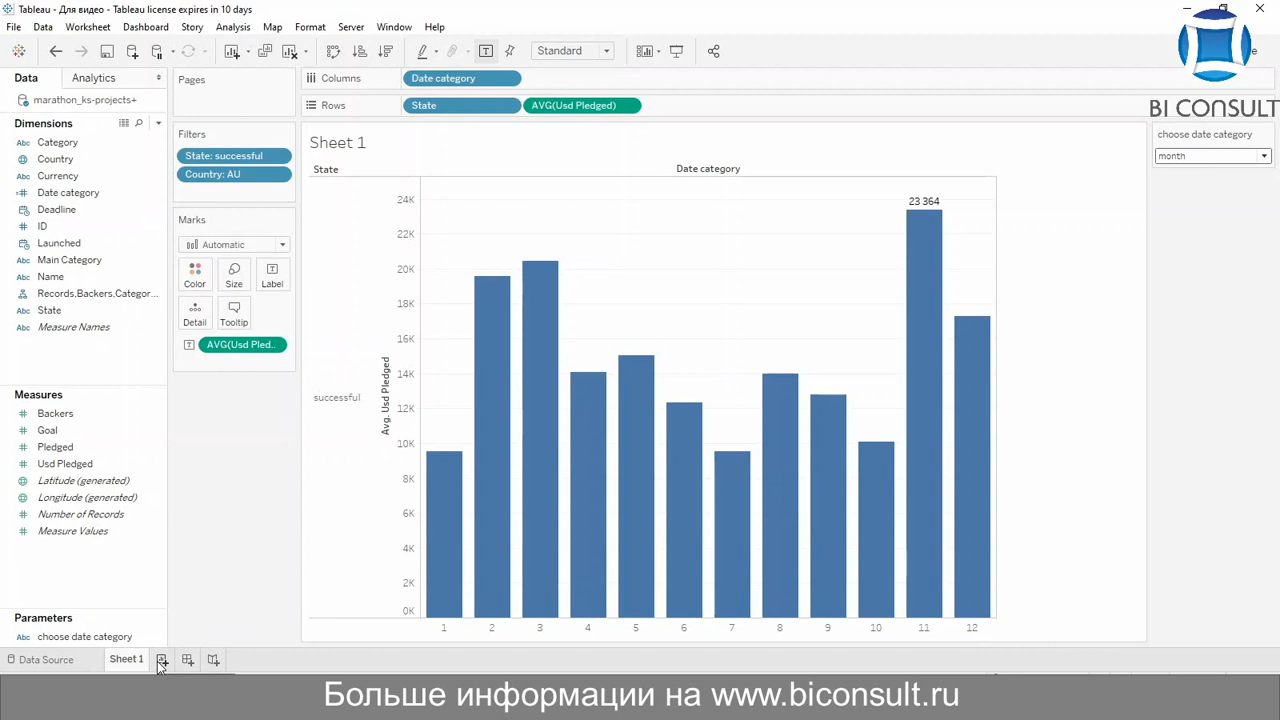 Tableau - Для видео - Tableau license expires in 10 days
File Data Worksheet Dashboard Story Analysis Map Format Server Window Help
Standard
BI CONSULT
Data Analytics
marathon_ks-projects+
Dimensions
Category
Country
Currency
Date category
Deadline
ID
Launched
Main Category
Name
Records,Backers,Categor...
State
Measure Names
Measures
Backers
Goal
Pledged
Usd Pledged
Latitude (generated)
Longitude (generated)
Number of Records
Measure Values
Parameters
choose date category
Pages
Filters
State: successful
Country: AU
Marks
Automatic
Color Size Label
Detail Tooltip
AVG(Usd Pled..
Columns Date category
Rows State AVG(Usd Pledged)
Sheet 1
State Date category
successful
Avg. Usd Pledged
24K
22K
20K
18K
16K
14K
12K
10K
8K
6K
4K
2K
0K
23 364
1 2 3 4 5 6 7 8 9 10 11 12
choose date category
month
Data Source Sheet 1
Больше информации на www.biconsult.ru